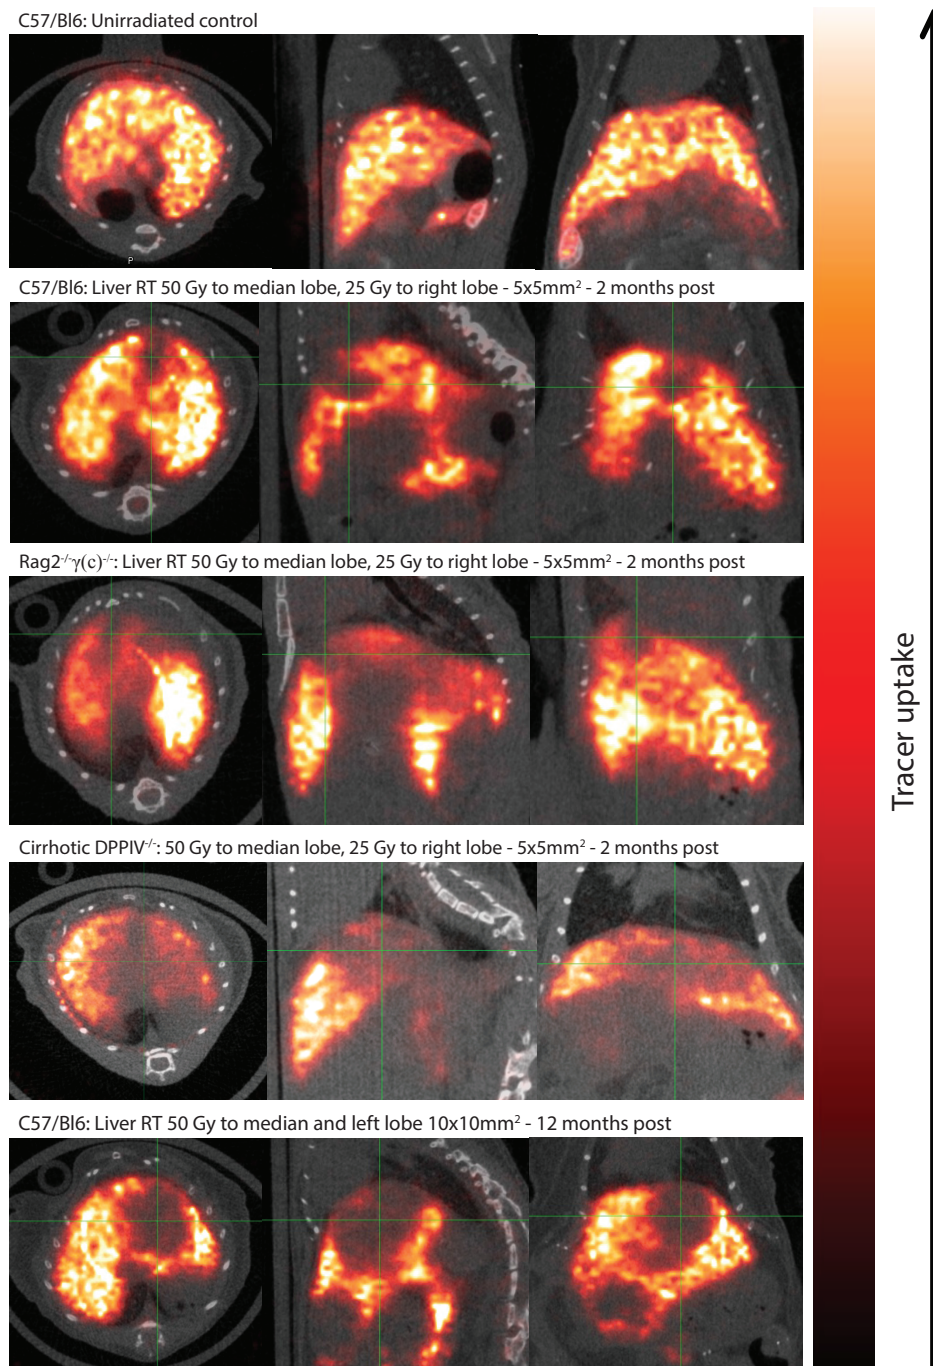 C57/Bl6: Unirradiated control
P
C57/Bl6: Liver RT 50 Gy to median lobe, 25 Gy to right lobe - 5x5mm² - 2 months post
Rag2⁻/⁻γ(c)⁻/⁻: Liver RT 50 Gy to median lobe, 25 Gy to right lobe - 5x5mm² - 2 months post
Cirrhotic DPPIV⁻/⁻: 50 Gy to median lobe, 25 Gy to right lobe - 5x5mm² - 2 months post
C57/Bl6: Liver RT 50 Gy to median and left lobe 10x10mm² - 12 months post
Tracer uptake